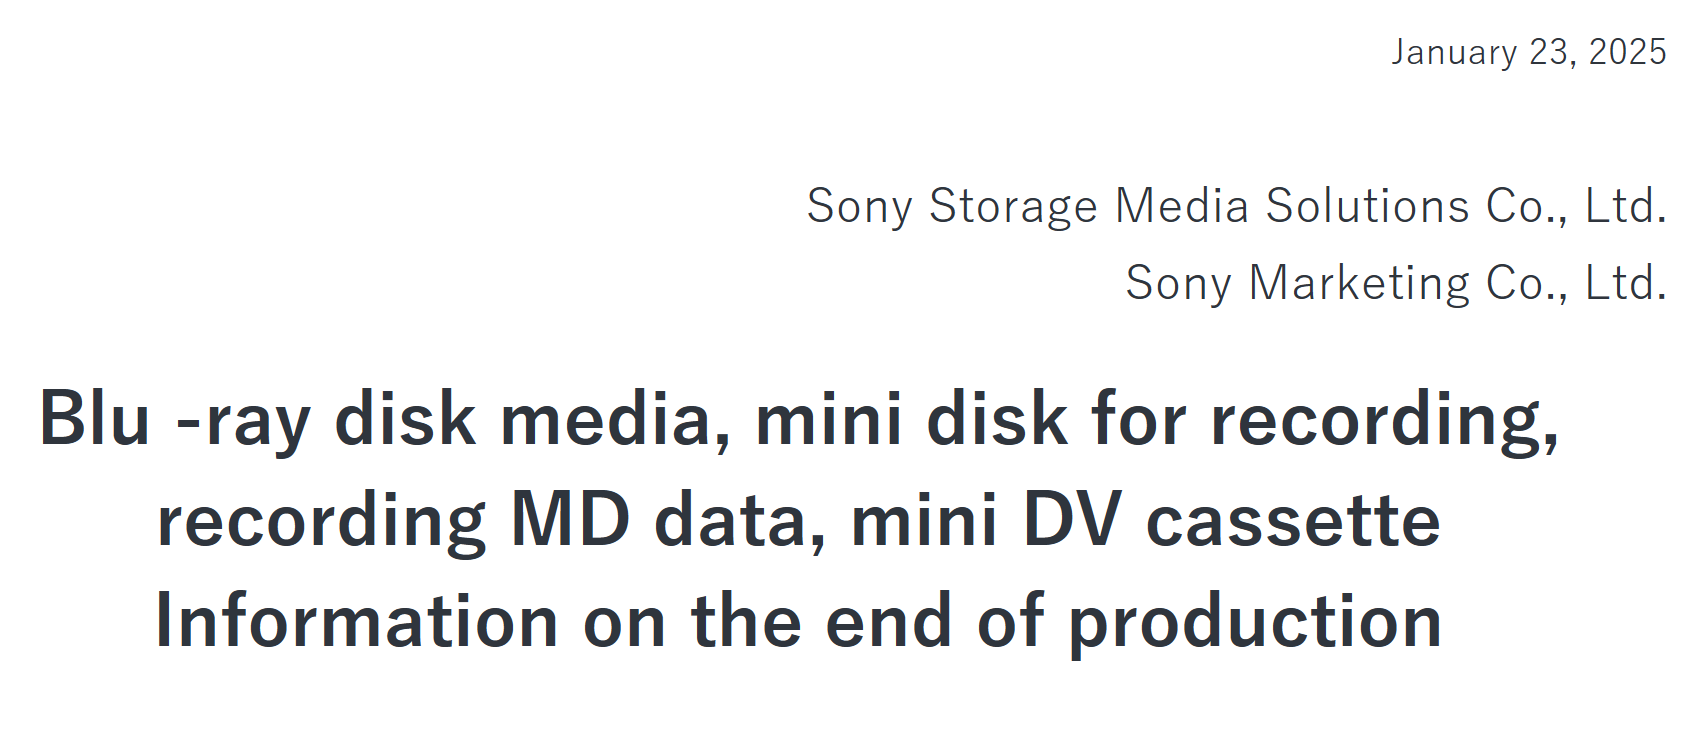 January 23, 2025
Sony Storage Media Solutions Co., Ltd.
Sony Marketing Co., Ltd.
Blu -ray disk media, mini disk for recording,
recording MD data, mini DV cassette
Information on the end of production